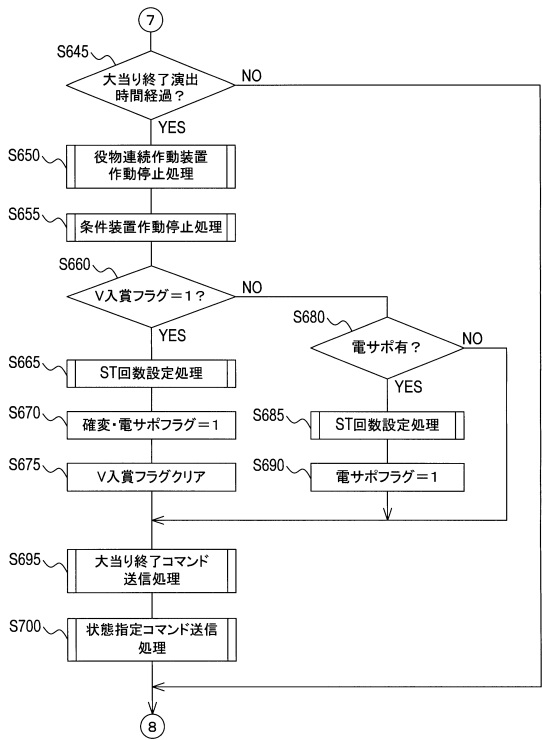 7
S645
大当り終了演出
時間経過?
NO
YES
S650
役物連続作動装置
作動停止処理
S655
条件装置作動停止処理
S660
V入賞フラグ=1?
NO
YES
S680
電サポ有?
NO
YES
S665
ST回数設定処理
S670
確変・電サポフラグ=1
S675
V入賞フラグクリア
S685
ST回数設定処理
S690
電サポフラグ=1
S695
大当り終了コマンド
送信処理
S700
状態指定コマンド送信
処理
8